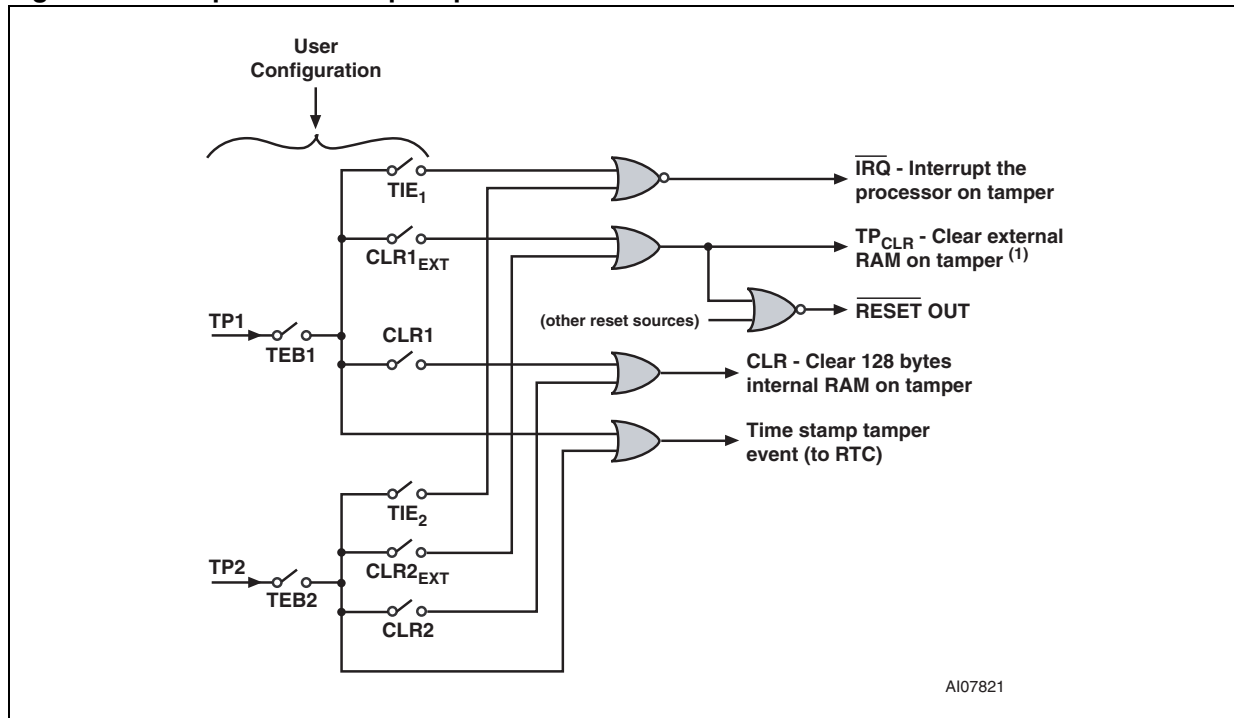 User
Configuration
TIE1
IRQ - Interrupt the
processor on tamper
CLR1EXT
TPCLR - Clear external
RAM on tamper (1)
(other reset sources)
RESET OUT
TP1
TEB1
CLR1
CLR - Clear 128 bytes
internal RAM on tamper
Time stamp tamper
event (to RTC)
TIE2
CLR2EXT
TP2
TEB2
CLR2
AI07821